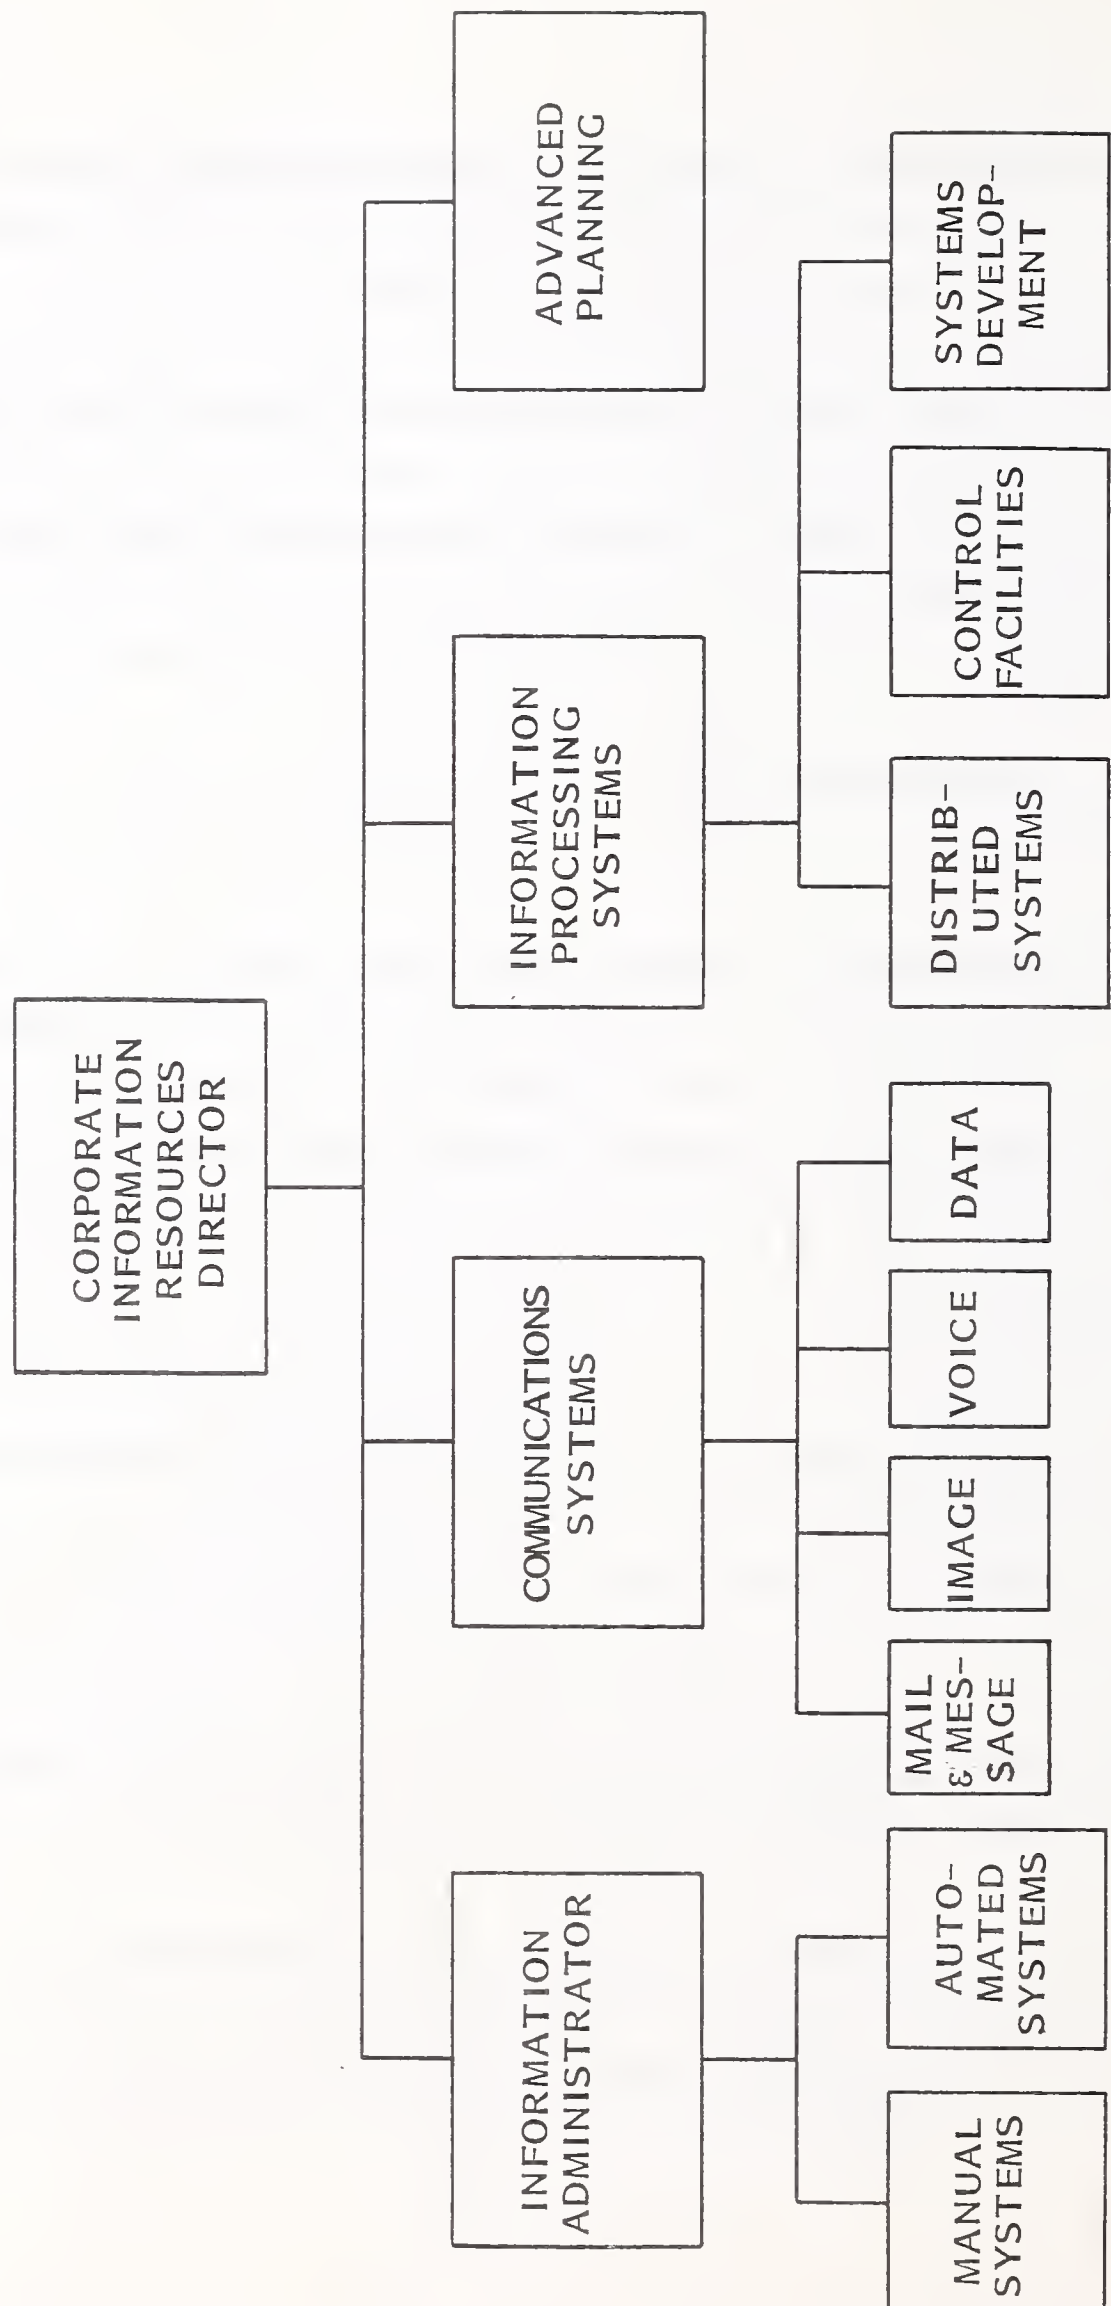 CORPORATE
INFORMATION
RESOURCES
DIRECTOR
INFORMATION
ADMINISTRATOR
COMMUNICATIONS
SYSTEMS
INFORMATION
PROCESSING
SYSTEMS
ADVANCED
PLANNING
MANUAL
SYSTEMS
AUTO-
MATED
SYSTEMS
MAIL
& MES-
SAGE
IMAGE
VOICE
DATA
DISTRIB-
UTED
SYSTEMS
CONTROL
FACILITIES
SYSTEMS
DEVELOP-
MENT